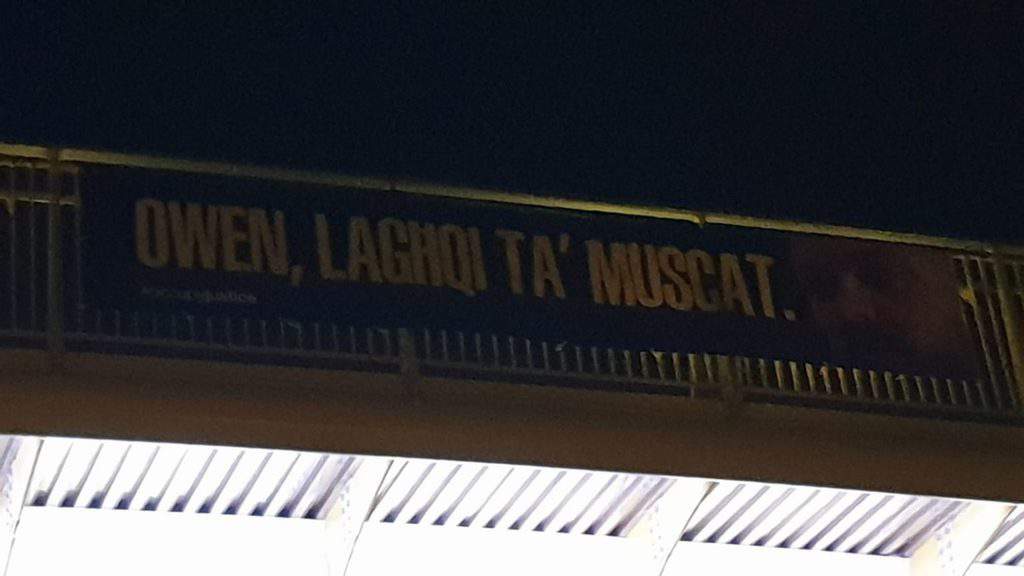 OWEN, LAGĦQI TA' MUSCAT.